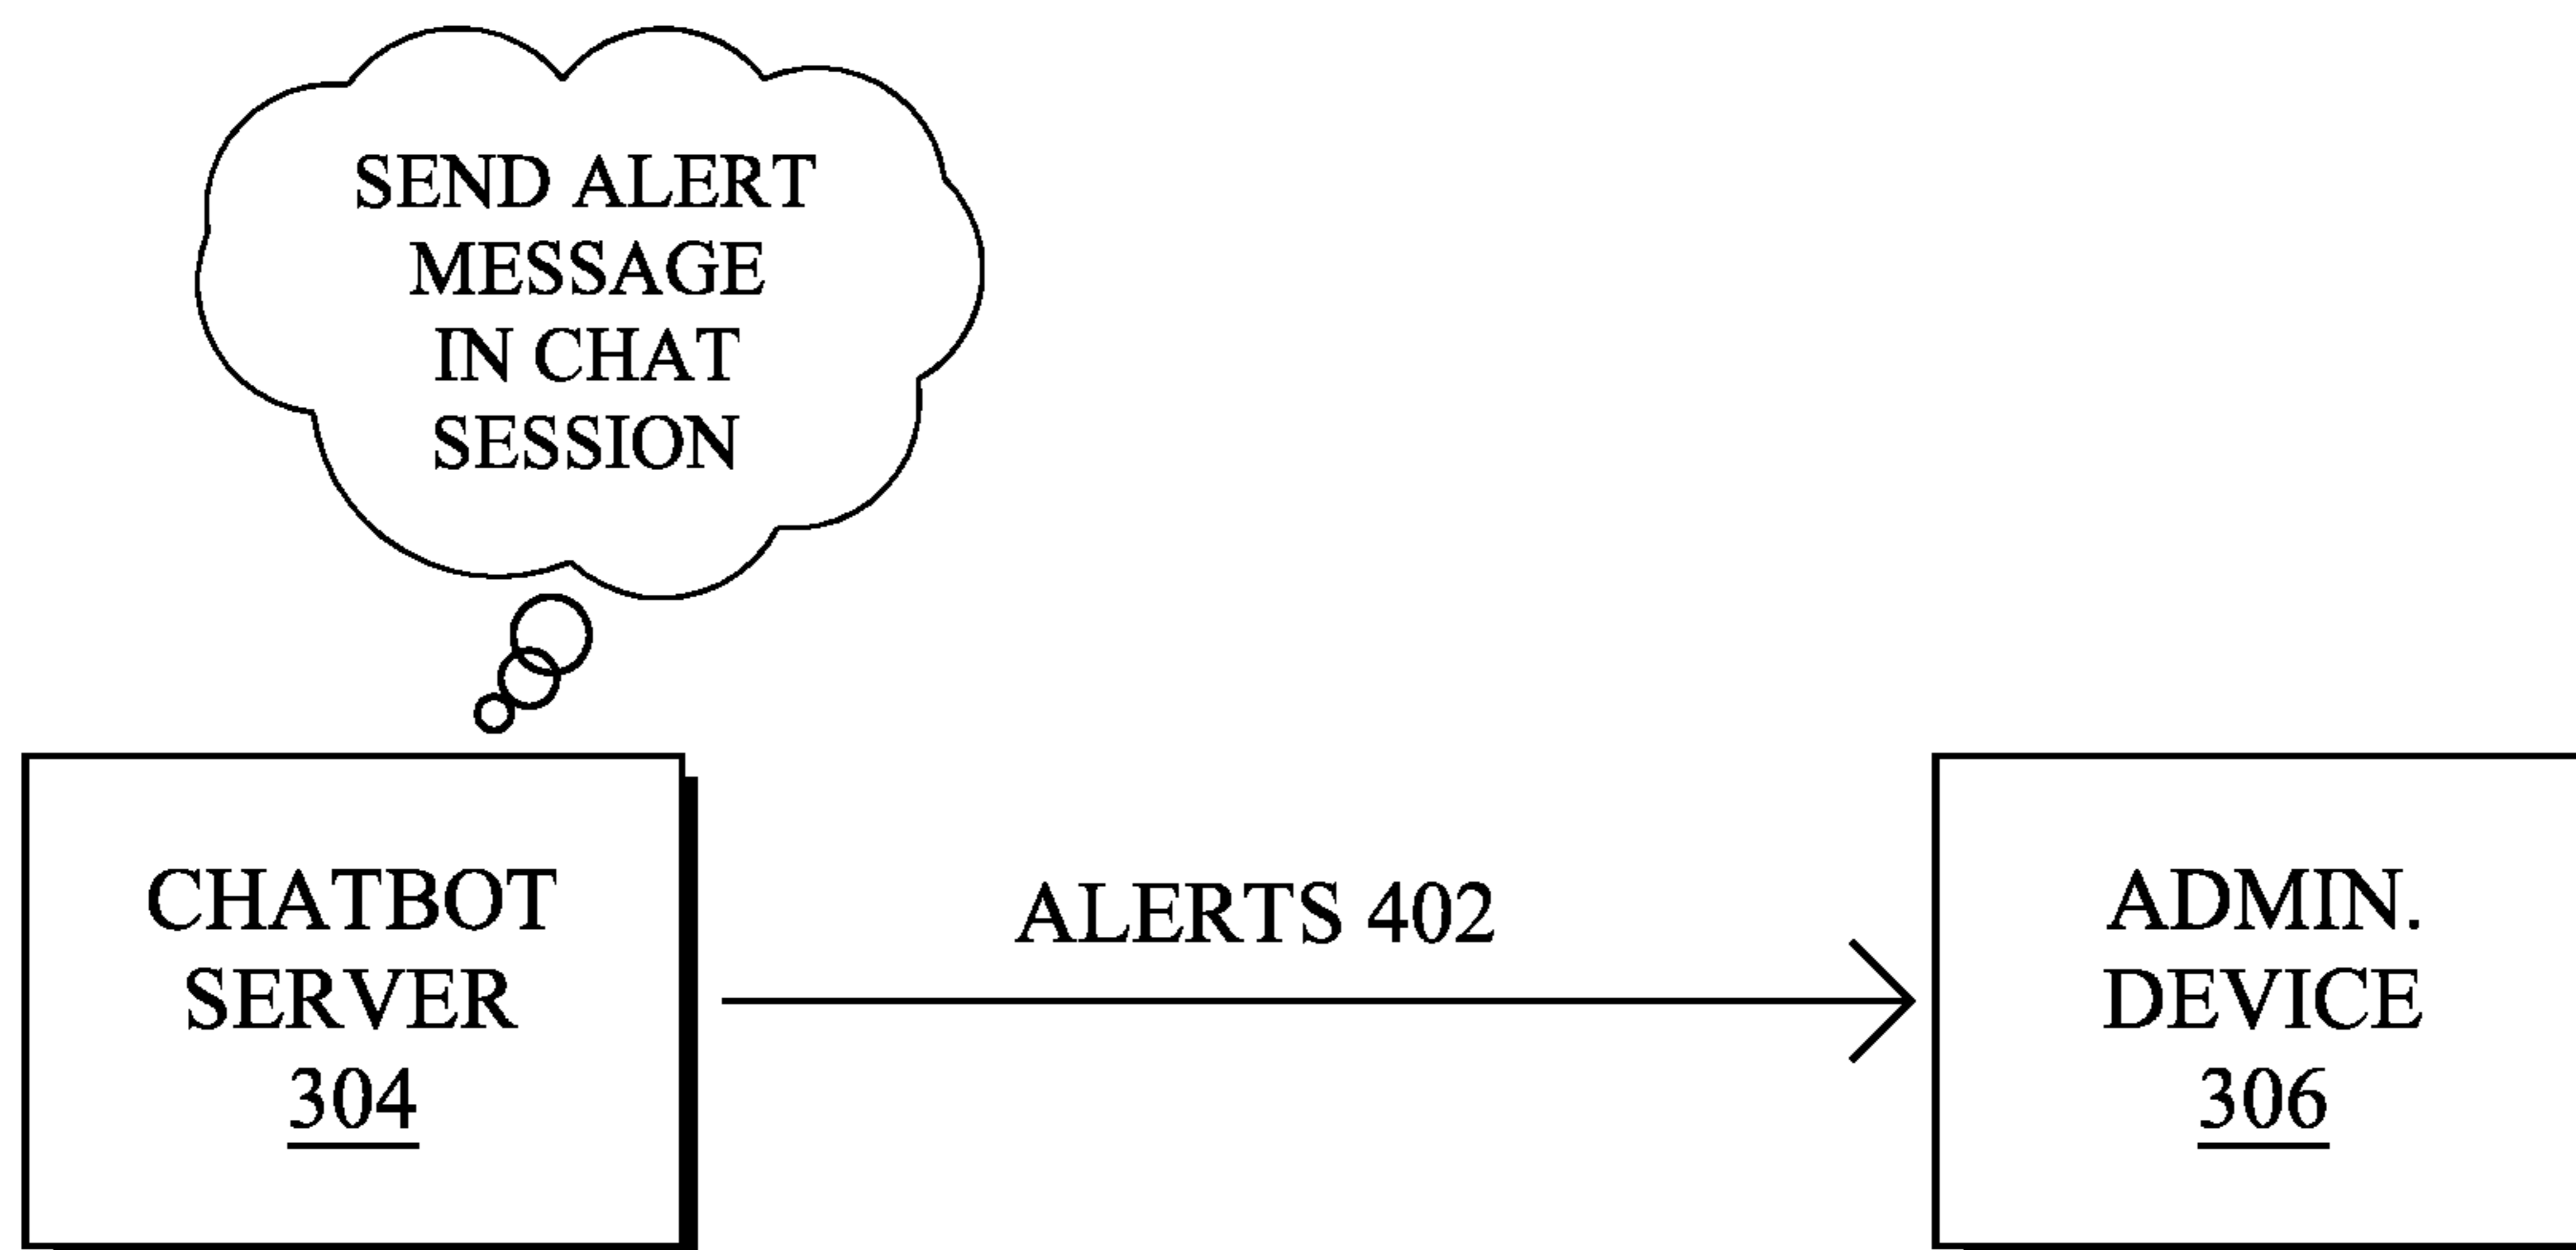 SEND ALERT
MESSAGE
IN CHAT
SESSION
CHATBOT
SERVER
304
ALERTS 402
ADMIN.
DEVICE
306